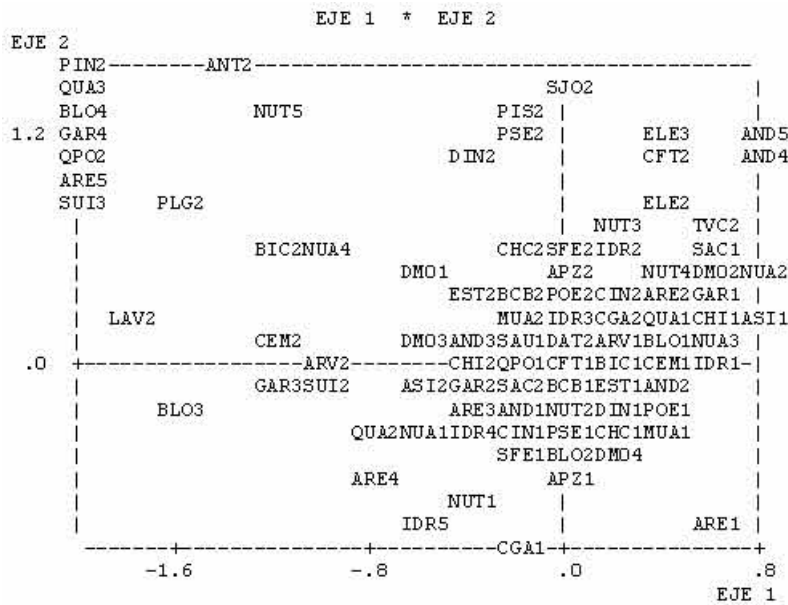 EJE 1 * EJE 2
EJE 2
PIN2--------ANT2-----------------------------------------
QUA3 SJO2 |
BLO4 NUT5 PIS2 | |
1.2 GAR4 PSE2 | ELE3 AND5
QPO2 DIN2 | CFT2 AND4
ARE5 | |
SUI3 PLG2 | ELE2 |
| | NUT3 TVC2 |
| BIC2NUA4 CHC2SFE2IDR2 SAC1 |
| DMO1 APZ2 NUT4DMO2NUA2
| EST2BCB2POE2CIN2ARE2GAR1 |
| LAV2 MUA2IDR3CGA2QUA1CHI1ASI1
| CEM2 DMO3AND3SAU1DAT2ARV1BLO1NUA3 |
.0 +------------------ARV2--------CHI2QPO1CFT1BIC1CEM1IDR1-|
| GAR3SUI2 ASI2GAR2SAC2BCB1EST1AND2 |
| BLO3 ARE3AND1NUT2DIN1POE1 |
| QUA2NUA1IDR4CIN1PSE1CHC1MUA1 |
| SFE1BLO2DMO4 |
| ARE4 APZ1 |
| NUT1 | |
| IDR5 | ARE1 |
-------+---------------+----------CGA1-+---------------+
-1.6 -.8 .0 .8
EJE 1